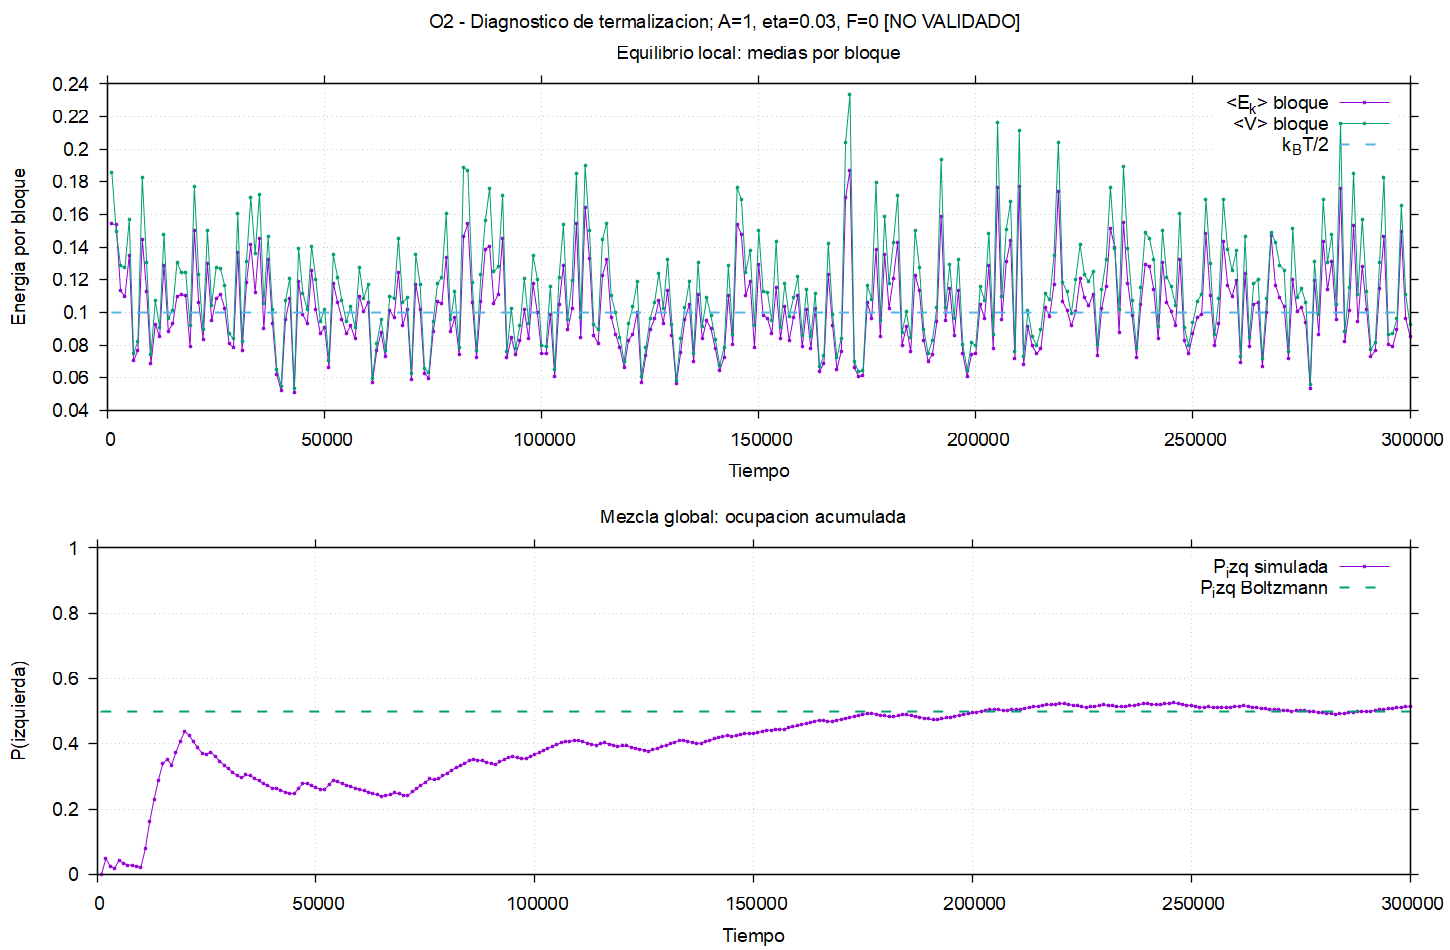 O2 - Diagnostico de termalizacion; A=1, eta=0.03, F=0 [NO VALIDADO]
Equilibrio local: medias por bloque
Energia por bloque
0.24
0.22
0.2
0.18
0.16
0.14
0.12
0.1
0.08
0.06
0.04
<Ek> bloque
<V> bloque
kBT/2
0 50000 100000 150000 200000 250000 300000
Tiempo
Mezcla global: ocupacion acumulada
P(izquierda)
1
0.8
0.6
0.4
0.2
0
Pizq simulada
Pizq Boltzmann
0 50000 100000 150000 200000 250000 300000
Tiempo